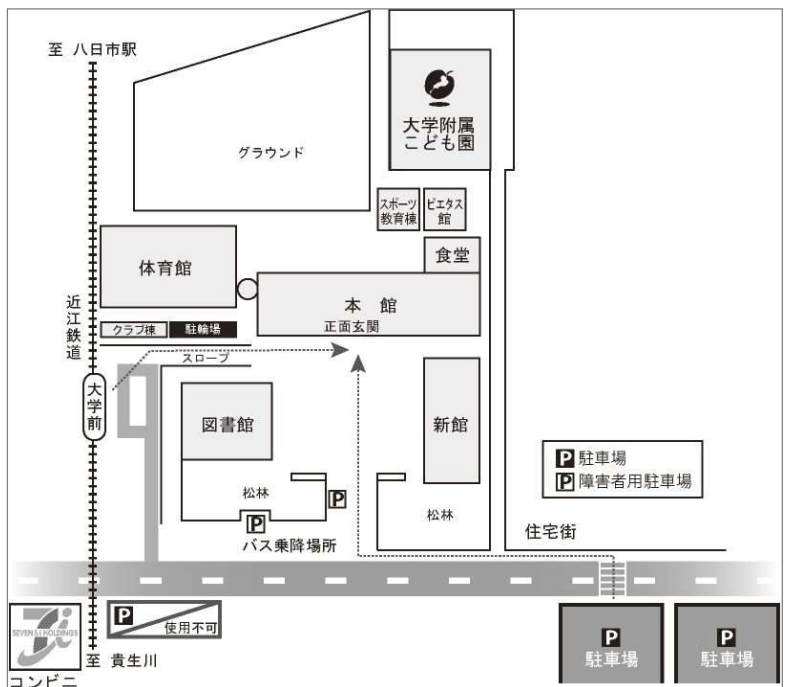 至 八日市駅
大学附属
こども園
グラウンド
スポーツ
教育棟
ピエタス
館
食堂
体育館
本 館
正面玄関
近江鉄道
クラブ棟
駐輪場
スロープ
大学前
図書館
新館
P 駐車場
P 障害者用駐車場
松林
P
P
バス乗降場所
松林
住宅街
SEVEN & i HOLDINGS
コンビニ
P
使用不可
至 貴生川
P
駐車場
P
駐車場